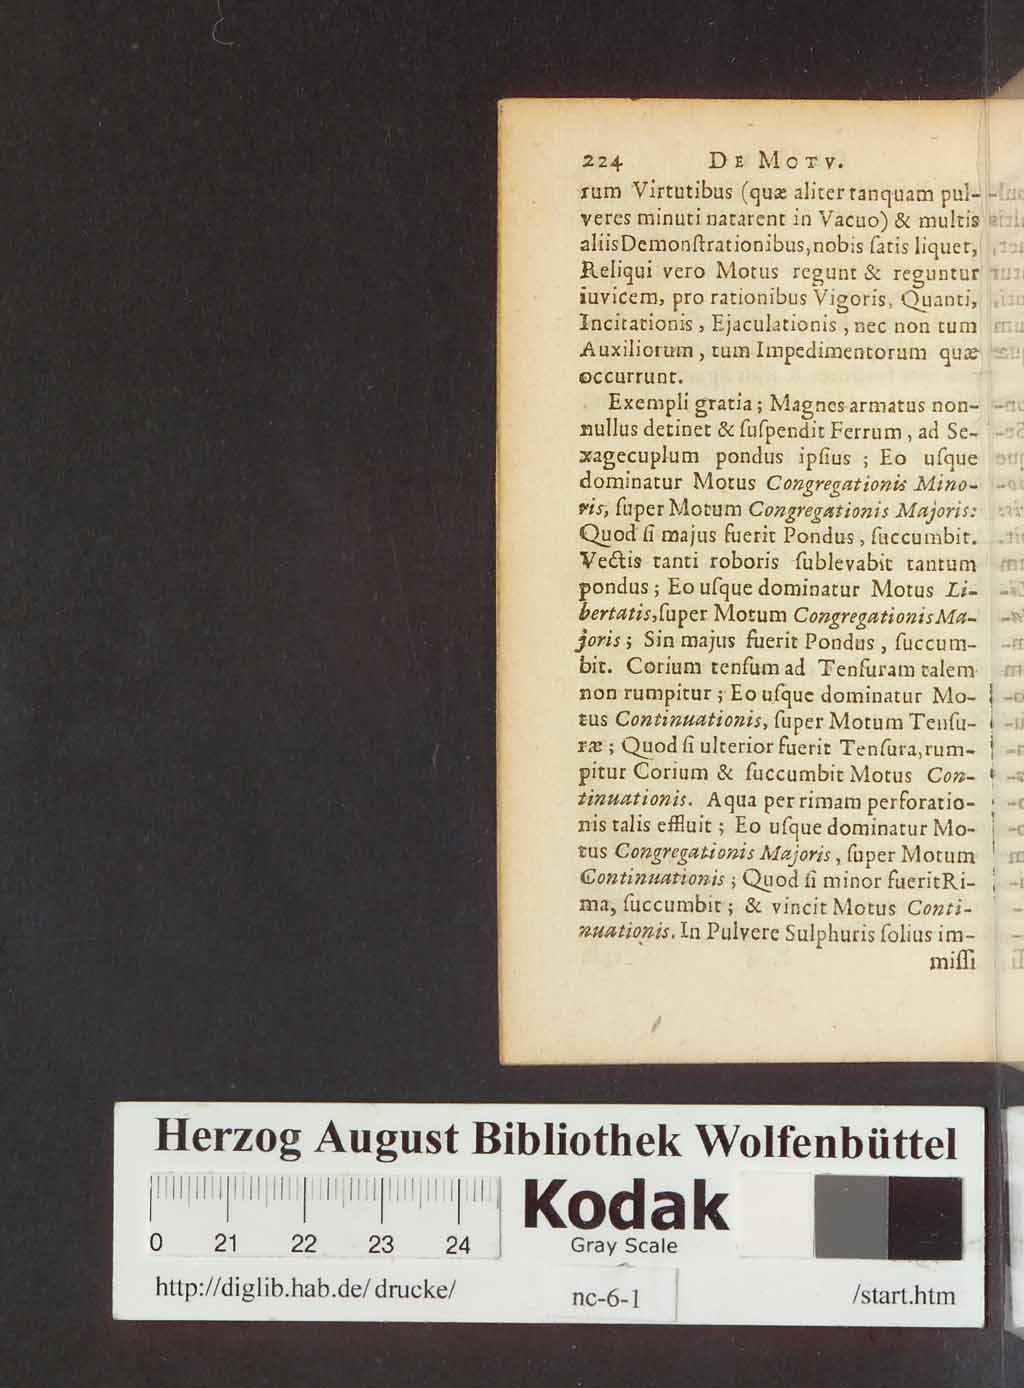 224 DE MOTV.
rum Virtutibus (quæ aliter tanquam pul-
veres minuti natarent in Vacuo) & multis
aliis Demonſtrationibus, nobis ſatis liquet,
Reliqui vero Motus regunt & reguntur
iuvicem, pro rationibus Vigoris, Quanti,
Incitationis, Ejaculationis, nec non tum
Auxiliorum, tum Impedimentorum quæ
occurrunt.
Exempli gratia; Magnes armatus non-
nullus detinet & ſuſpendit Ferrum, ad Se-
xagecuplum pondus ipſius; Eo uſque
dominatur Motus Congregationis Mino-
ris, ſuper Motum Congregationis Majoris:
Quod ſi majus fuerit Pondus, ſuccumbit.
Vectis tanti roboris ſublevabit tantum
pondus; Eo uſque dominatur Motus Li-
bertatis, ſuper Motum Congregationis Ma-
joris; Sin majus fuerit Pondus, ſuccum-
bit. Corium tenſum ad Tenſuram talem
non rumpitur; Eo uſque dominatur Mo-
tus Continuationis, ſuper Motum Tenſu-
ræ; Quod ſi ulterior fuerit Tenſura, rum-
pitur Corium & ſuccumbit Motus Con-
tinuationis. Aqua per rimam perforatio-
nis talis effluit; Eo uſque dominatur Mo-
tus Congregationis Majoris, ſuper Motum
Continuationis; Quod ſi minor fuerit Ri-
ma, ſuccumbit; & vincit Motus Conti-
nuationis. In Pulvere Sulphuris ſolius im-
miſſi
Herzog August Bibliothek Wolfenbüttel
Kodak
Gray Scale
0 21 22 23 24
http://diglib.hab.de/ drucke/ nc-6-1 /start.htm